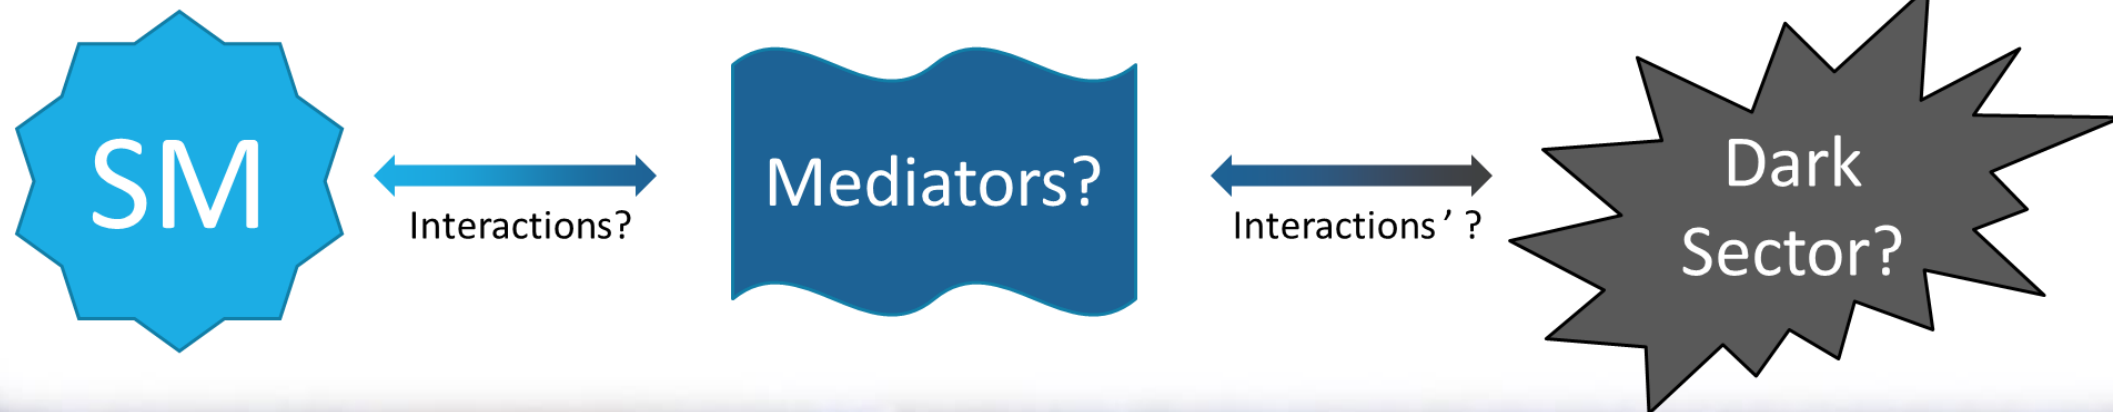 SM
Interactions?
Mediators?
Interactions’ ?
Dark
Sector?